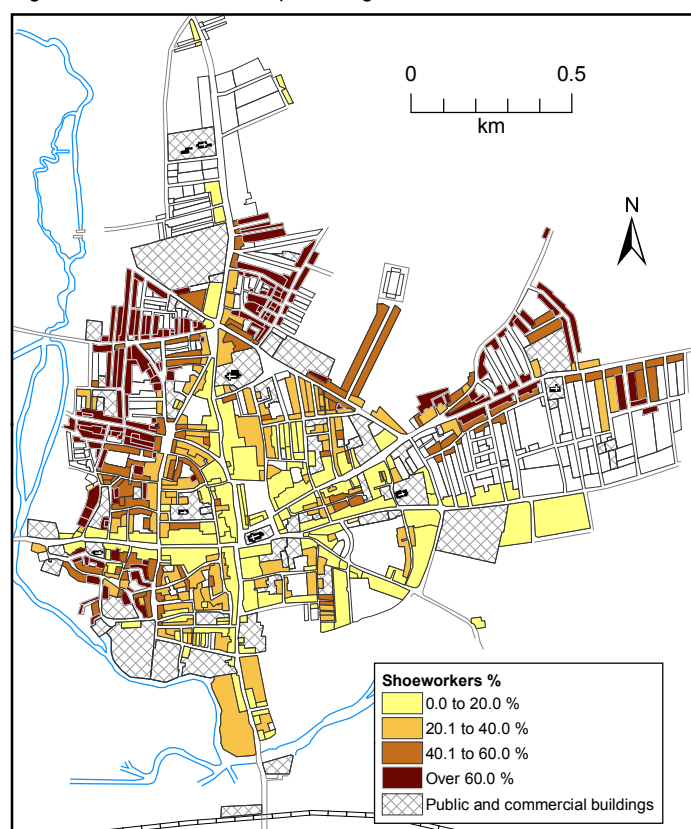 0 0.5
km
N
Shoeworkers %
0.0 to 20.0 %
20.1 to 40.0 %
40.1 to 60.0 %
Over 60.0 %
Public and commercial buildings